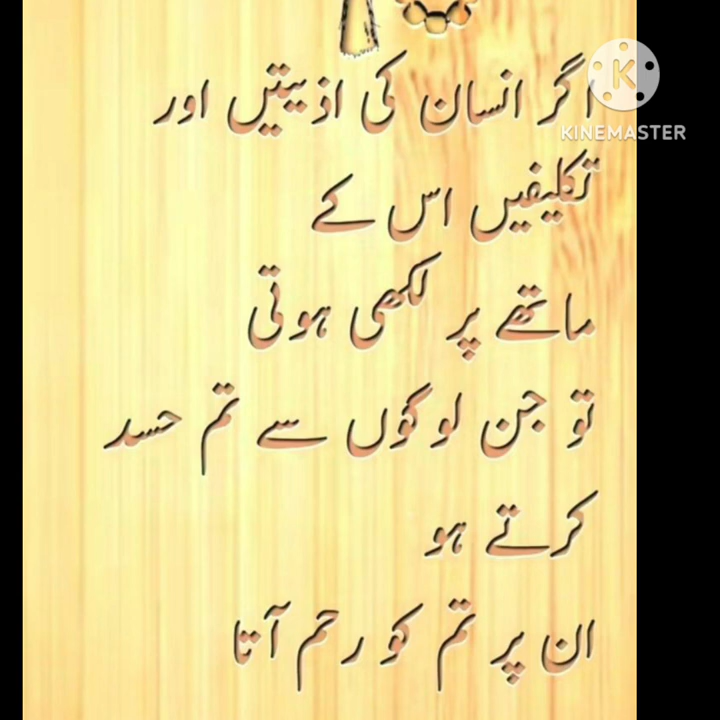 اگر انسان کی اذیتیں اور
KINEMASTER
تکلیفیں اس کے
ماتھے پر لکھی ہوتی
تو جن لوگوں سے تم حسد
کرتے ہو
ان پر تم کو رحم آتا